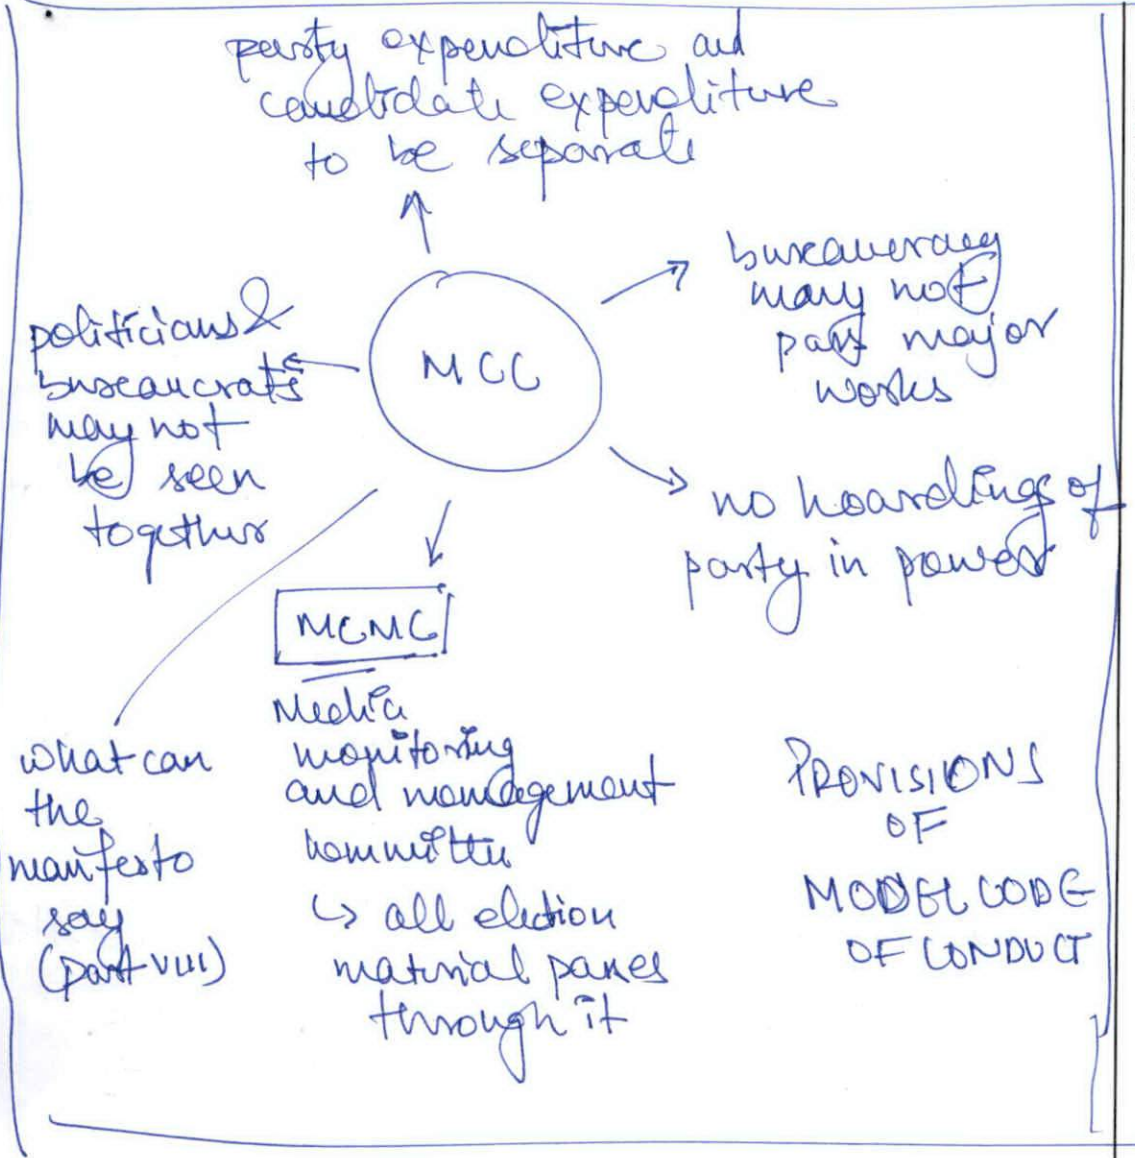 party expenditure and
candidate expenditure
to be separate
bureaucracy
may not
pass major
works
politicians &
bureaucrats
may not
be seen
together
MCC
no hoardings of
party in power
MCMC
Media
monitoring
and management
committee
↳ all election
material passes
through it
what can
the
manifesto
say
(part VIII)
PROVISIONS
OF
MODEL CODE
OF CONDUCT